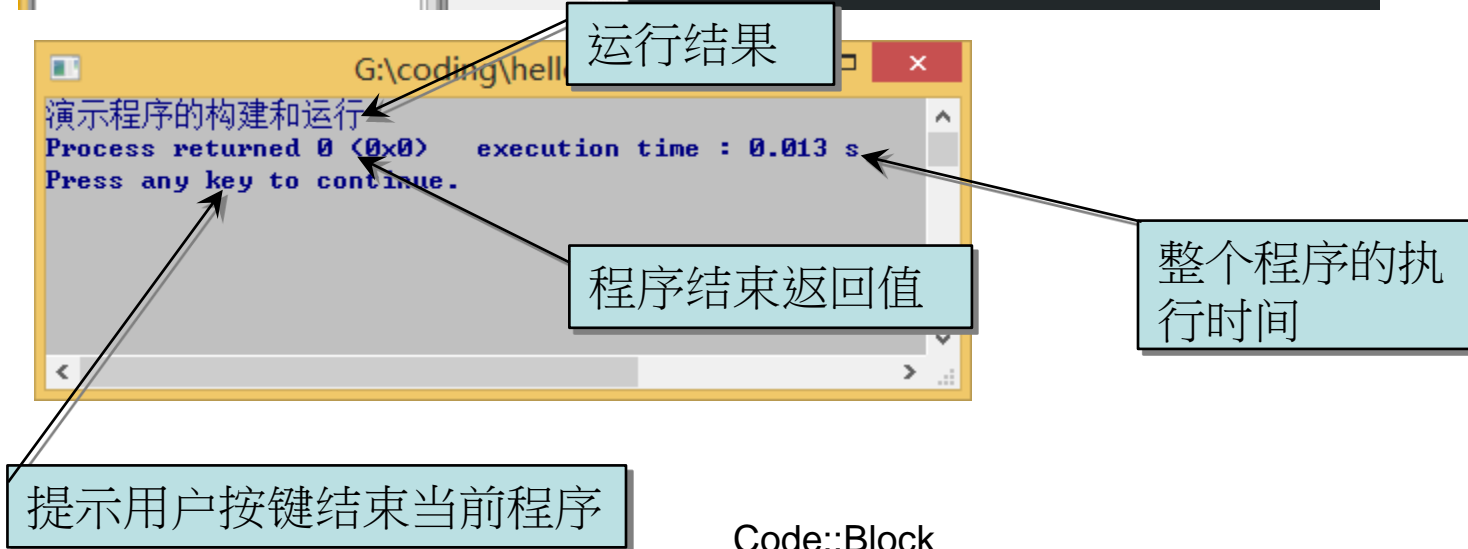 运行结果
G:\coding\hell
演示程序的构建和运行
Process returned 0 (0x0)   execution time : 0.013 s
Press any key to continue.
程序结束返回值
整个程序的执
行时间
提示用户按键结束当前程序
Code::Block